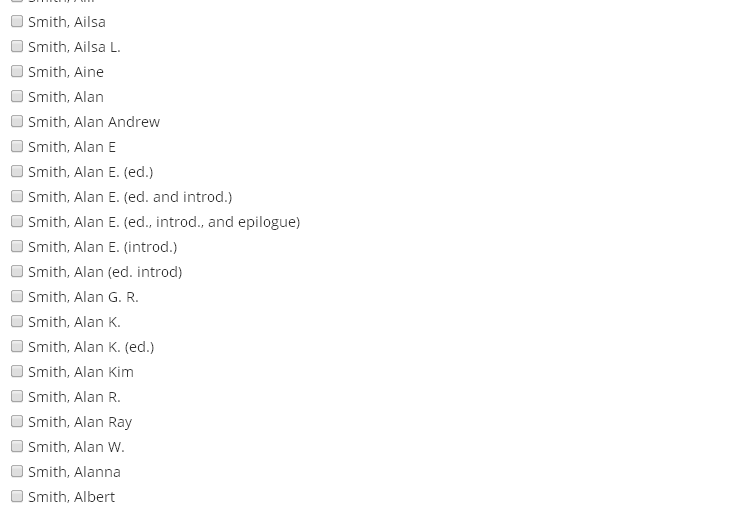 Smith, Ailsa
Smith, Ailsa L.
Smith, Aine
Smith, Alan
Smith, Alan Andrew
Smith, Alan E
Smith, Alan E. (ed.)
Smith, Alan E. (ed. and introd.)
Smith, Alan E. (ed., introd., and epilogue)
Smith, Alan E. (introd.)
Smith, Alan (ed. introd)
Smith, Alan G. R.
Smith, Alan K.
Smith, Alan K. (ed.)
Smith, Alan Kim
Smith, Alan R.
Smith, Alan Ray
Smith, Alan W.
Smith, Alanna
Smith, Albert